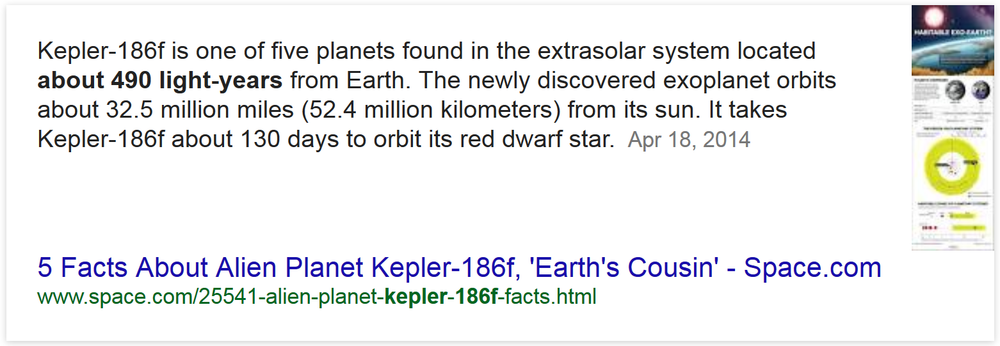 Kepler-186f is one of five planets found in the extrasolar system located
about 490 light-years from Earth. The newly discovered exoplanet orbits
about 32.5 million miles (52.4 million kilometers) from its sun. It takes
Kepler-186f about 130 days to orbit its red dwarf star. Apr 18, 2014
HABITABLE EXO-EARTH?
5 Facts About Alien Planet Kepler-186f, 'Earth's Cousin' - Space.com
www.space.com/25541-alien-planet-kepler-186f-facts.html